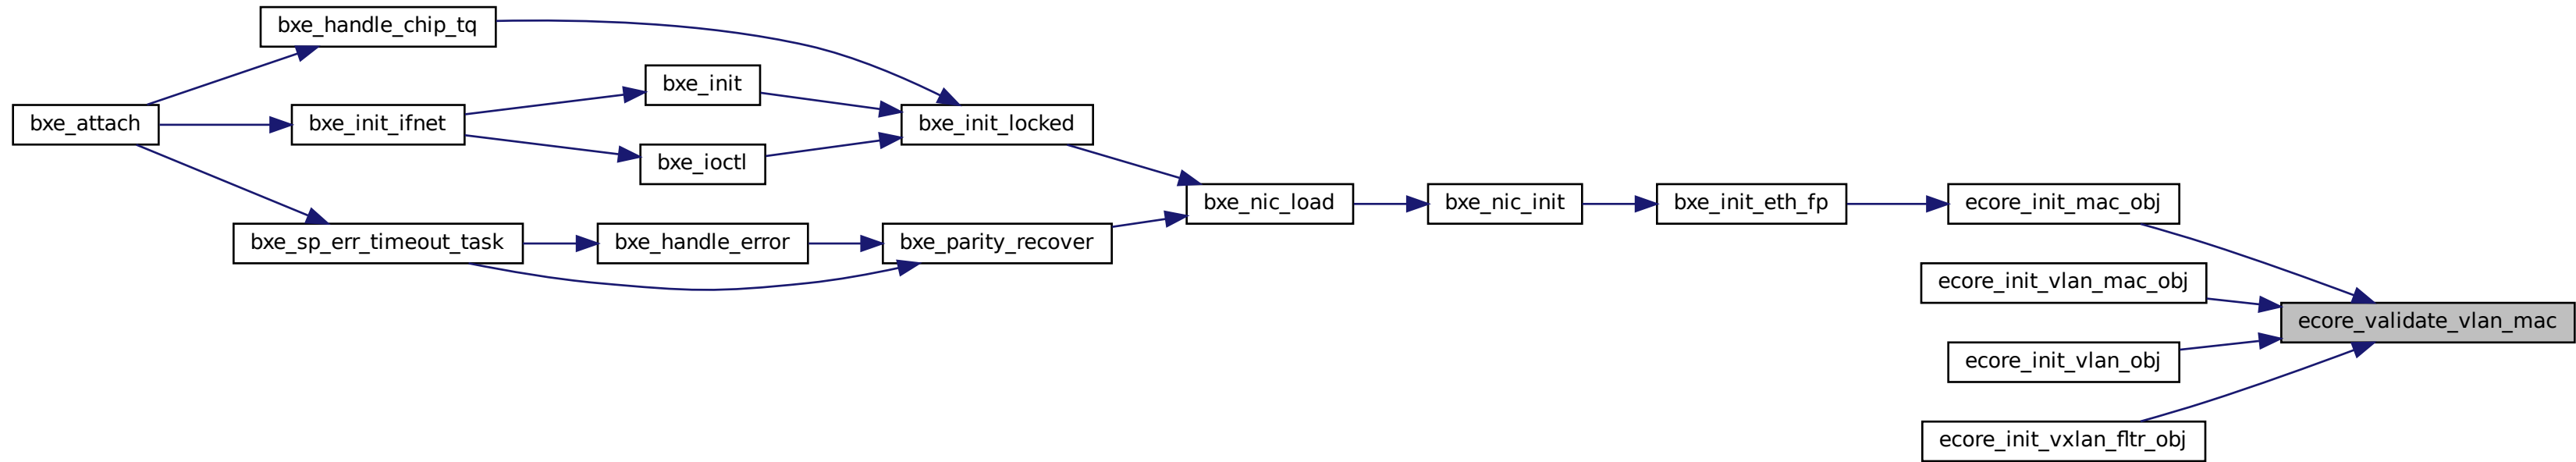 bxe_handle_chip_tq
bxe_init
bxe_attach
bxe_init_ifnet
bxe_init_locked
bxe_ioctl
bxe_nic_load
bxe_nic_init
bxe_init_eth_fp
ecore_init_mac_obj
bxe_sp_err_timeout_task
bxe_handle_error
bxe_parity_recover
ecore_init_vlan_mac_obj
ecore_validate_vlan_mac
ecore_init_vlan_obj
ecore_init_vxlan_fltr_obj